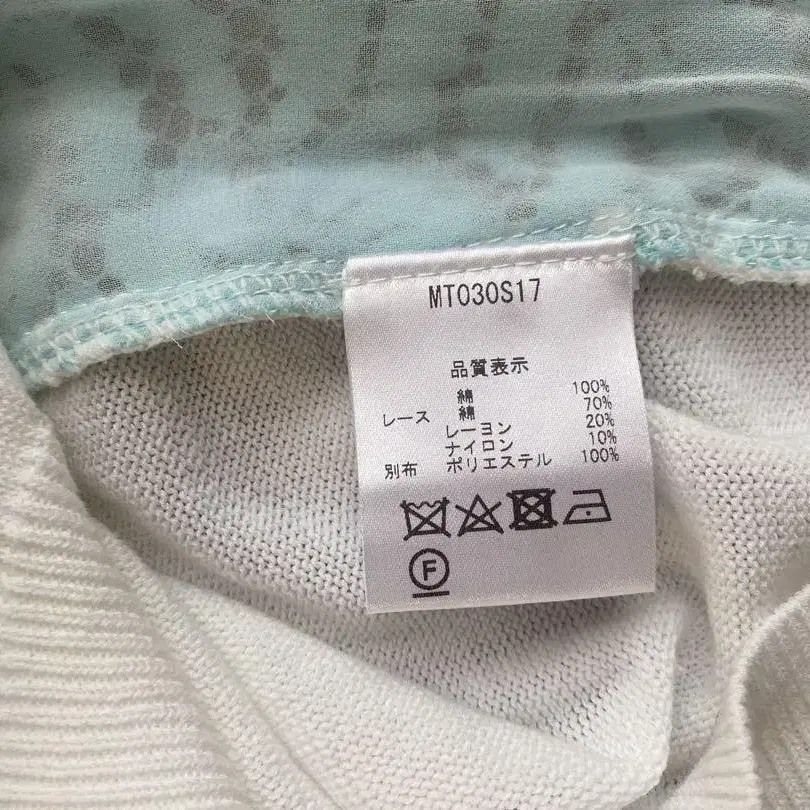 MT030S17
品質表示
綿 100%
レース 綿 70%
レーヨン 20%
ナイロン 10%
別布 ポリエステル 100%
F